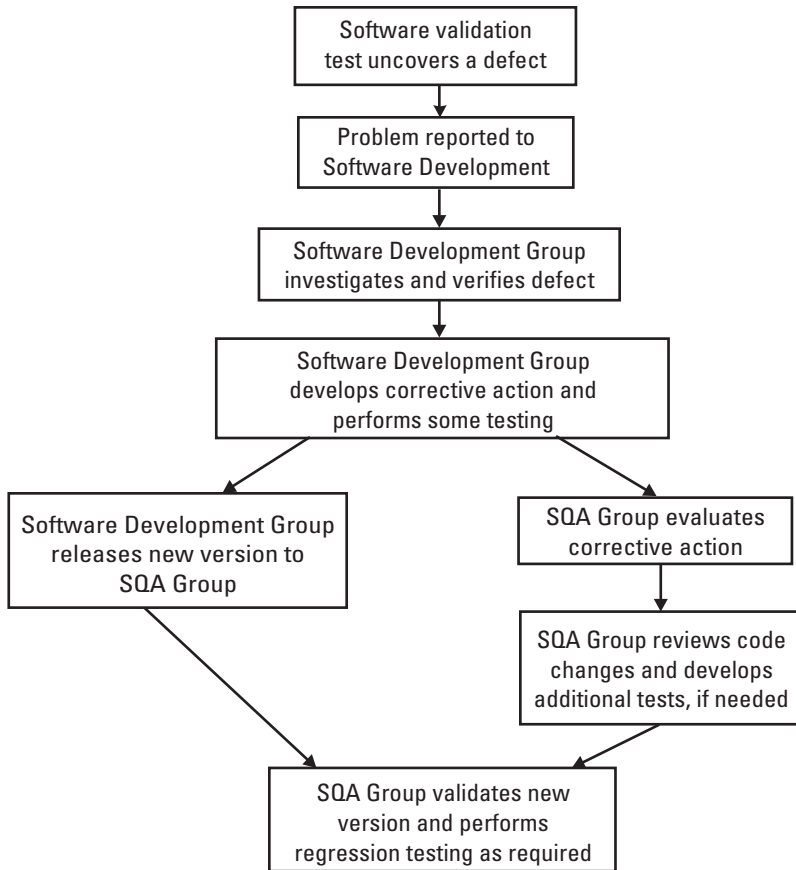 Software validation
test uncovers a defect
Problem reported to
Software Development
Software Development Group
investigates and verifies defect
Software Development Group
develops corrective action and
performs some testing
Software Development Group
releases new version to
SQA Group
SQA Group evaluates
corrective action
SQA Group reviews code
changes and develops
additional tests, if needed
SQA Group validates new
version and performs
regression testing as required